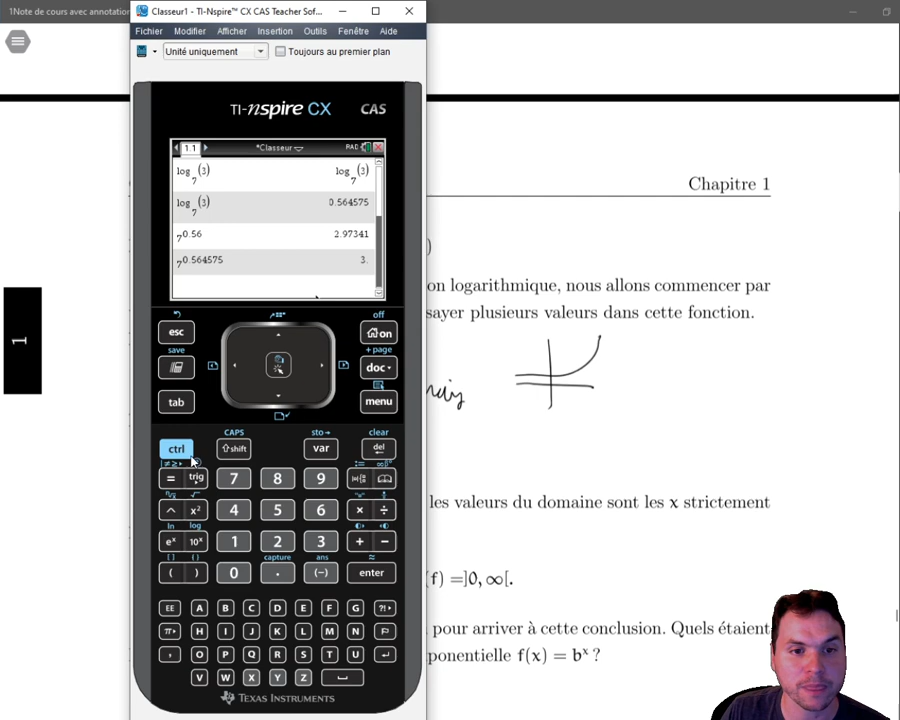 1Note de cours avec annotation
Classeur1 - TI-Nspire™ CX CAS Teacher Sof...
Fichier Modifier Afficher Insertion Outils Fenêtre Aide
Unité uniquement Toujours au premier plan
TI-nspire CX CAS
1.1 *Classeur RAD
log7(3) log7(3)
log7(3) 0.564575
7^0.56 2.97341
7^0.564575 3.
Chapitre 1
)
on logarithmique, nous allons commencer par
sayer plusieurs valeurs dans cette fonction.
1
les valeurs du domaine sont les x strictement
(f) =]0, ∞[.
pour arriver à cette conclusion. Quels étaient
ponentielle f(x) = bˣ ?
off
esc on
save + page
doc
tab menu
CAPS sto→ clear
ctrl shift var del
= trig 7 8 9
^ x² 4 5 6 × ÷
ln log
eˣ 10ˣ 1 2 3 + −
[ ] { } capture ans ≈
( ) 0 . (−) enter
EE A B C D E F G ?!
π H I J K L M N
, O P Q R S T U
V W X Y Z
TEXAS INSTRUMENTS